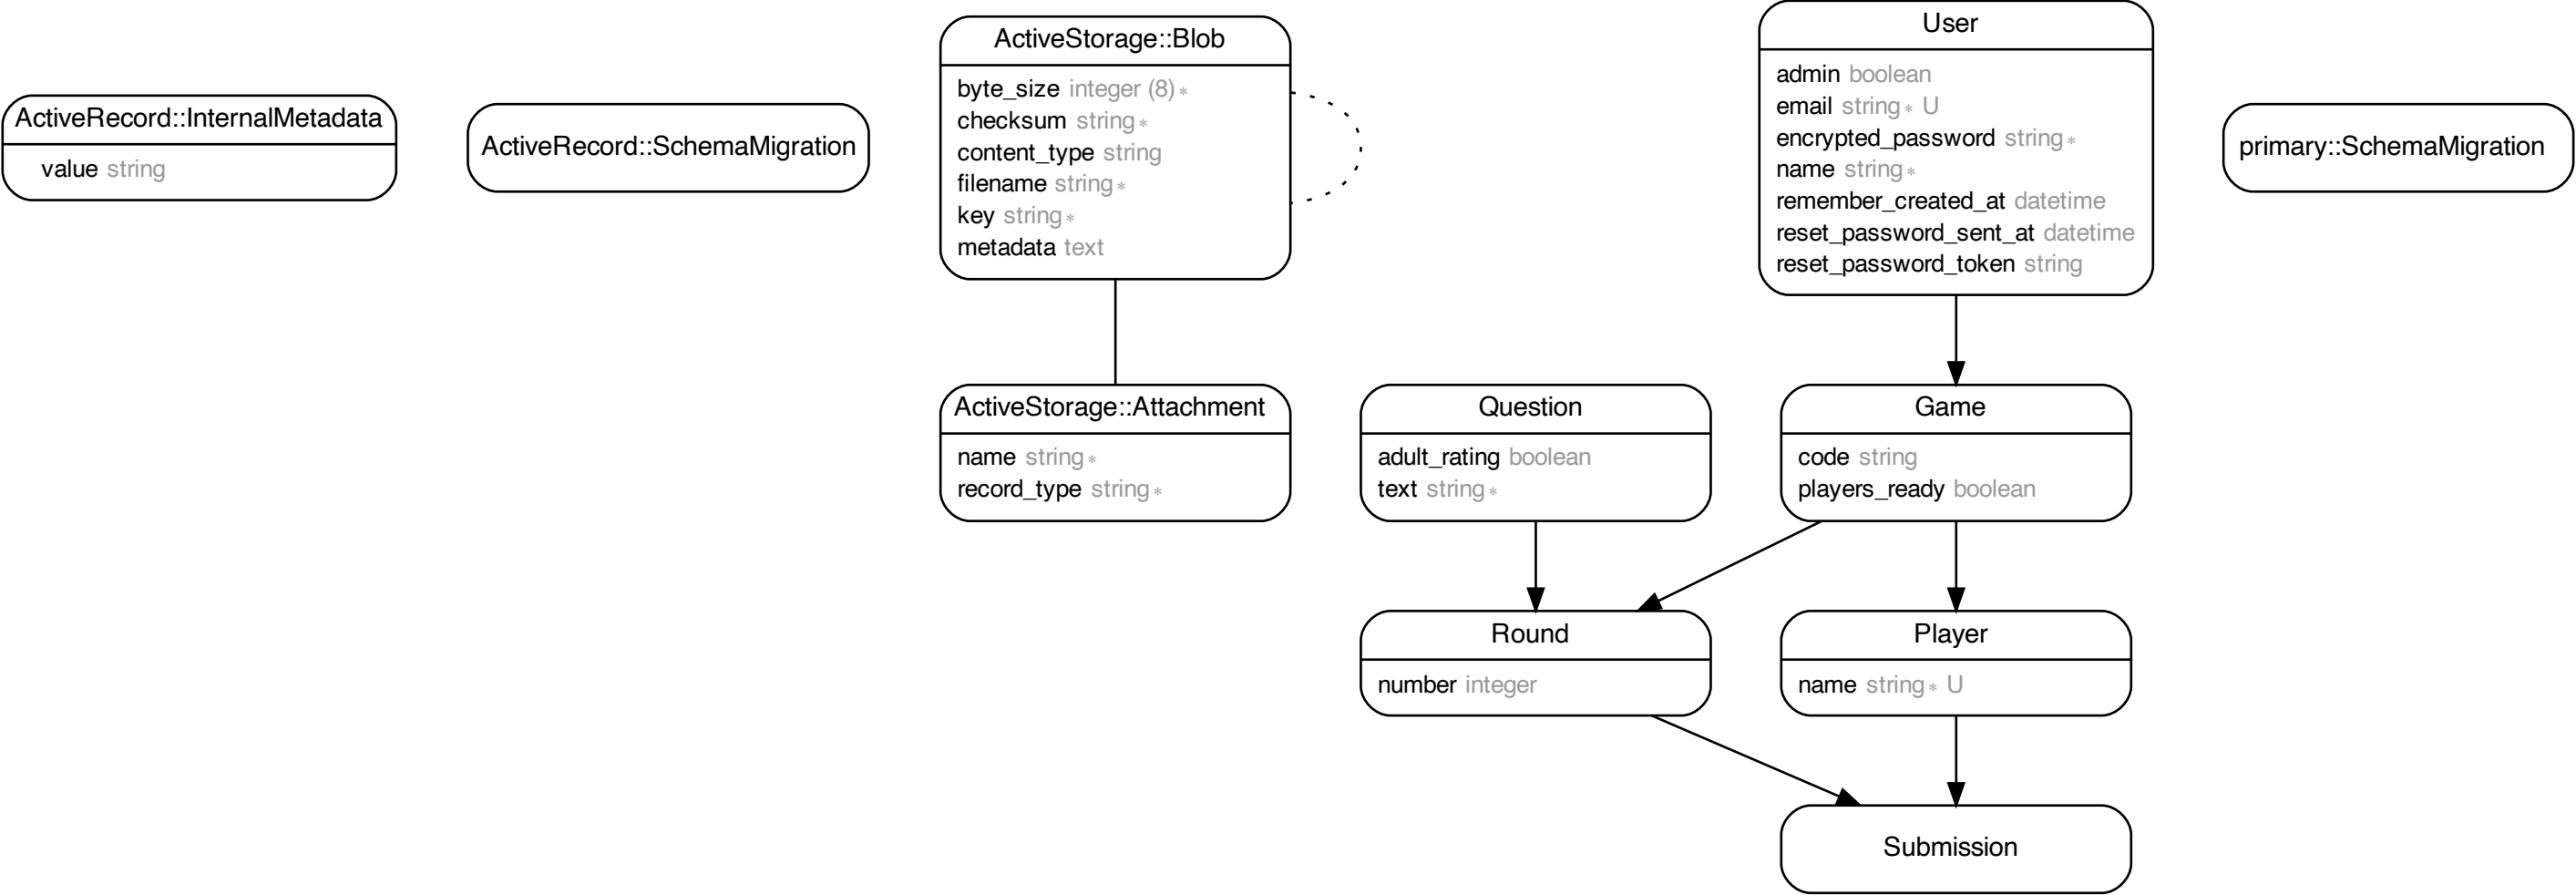 ActiveRecord::InternalMetadata
value string
ActiveRecord::SchemaMigration
ActiveStorage::Blob
byte_size integer (8) *
checksum string *
content_type string
filename string *
key string *
metadata text
User
admin boolean
email string * U
encrypted_password string *
name string *
remember_created_at datetime
reset_password_sent_at datetime
reset_password_token string
primary::SchemaMigration
ActiveStorage::Attachment
name string *
record_type string *
Question
adult_rating boolean
text string *
Game
code string
players_ready boolean
Round
number integer
Player
name string * U
Submission